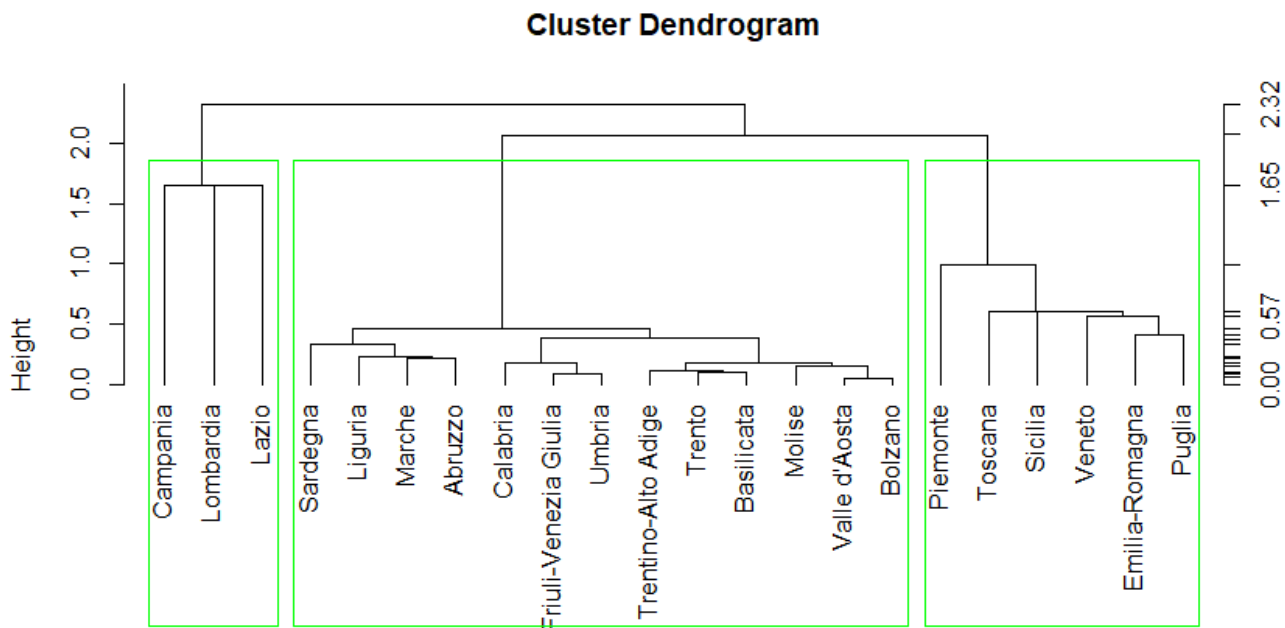 Cluster Dendrogram
Height
0.0
0.5
1.0
1.5
2.0
2.32
1.65
0.57
0.00
Campania
Lombardia
Lazio
Sardegna
Liguria
Marche
Abruzzo
Calabria
Friuli-Venezia Giulia
Umbria
Trentino-Alto Adige
Trento
Basilicata
Molise
Valle d'Aosta
Bolzano
Piemonte
Toscana
Sicilia
Veneto
Emilia-Romagna
Puglia